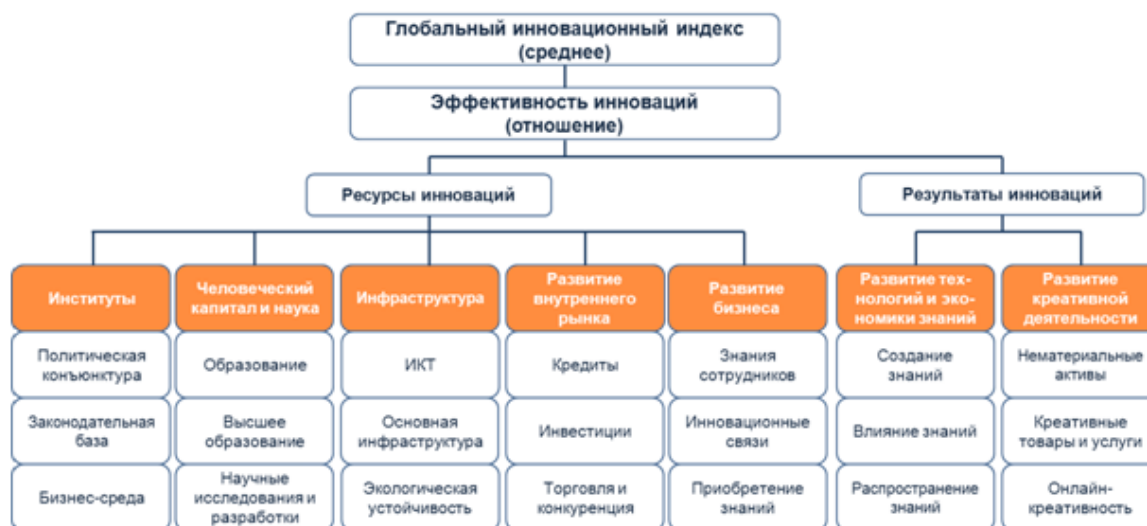 Глобальный инновационный индекс
(среднее)
Эффективность инноваций
(отношение)
Ресурсы инноваций
Результаты инноваций
Институты
Человеческий
капитал и наука
Инфраструктура
Развитие
внутреннего
рынка
Развитие
бизнеса
Развитие тех-
нологий и эко-
номики знаний
Развитие
креативной
деятельности
Политическая
конъюнктура
Образование
ИКТ
Кредиты
Знания
сотрудников
Создание
знаний
Нематериальные
активы
Законодательная
база
Высшее
образование
Основная
инфраструктура
Инвестиции
Инновационные
связи
Влияние знаний
Креативные
товары и услуги
Бизнес-среда
Научные
исследования и
разработки
Экологическая
устойчивость
Торговля и
конкуренция
Приобретение
знаний
Распространение
знаний
Онлайн-
креативность